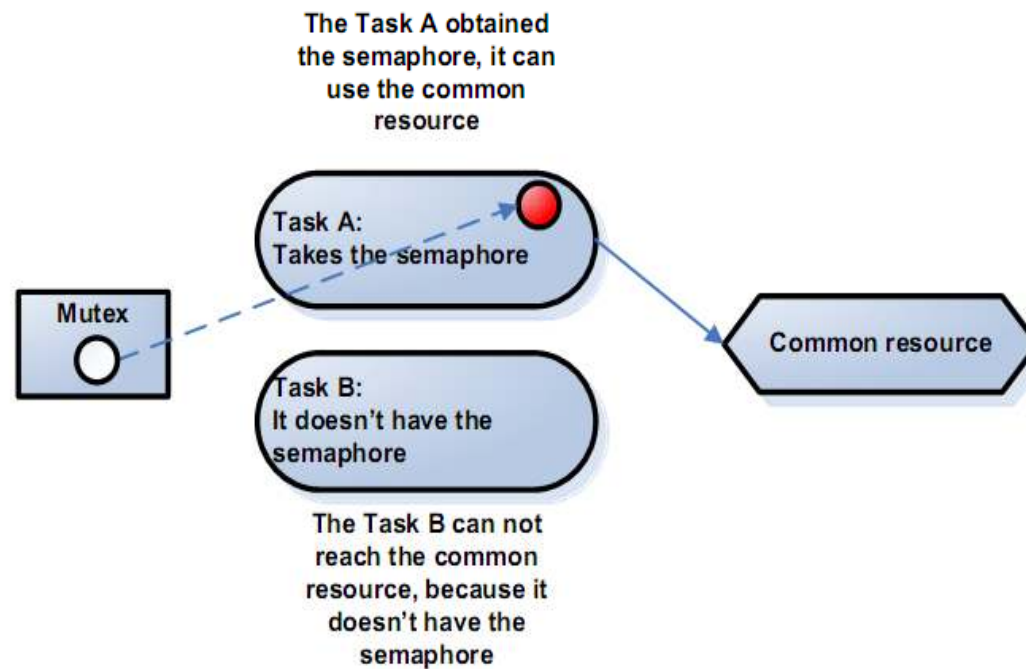 The Task A obtained
the semaphore, it can
use the common
resource
Task A:
Takes the semaphore
Mutex
Common resource
Task B:
It doesn't have the
semaphore
The Task B can not
reach the common
resource, because it
doesn't have the
semaphore